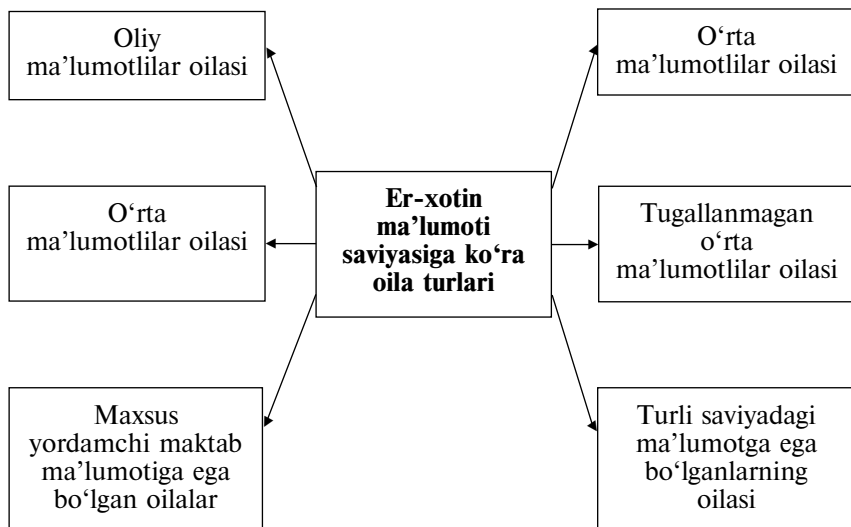 Oliy
ma’lumotlilar oilasi
O‘rta
ma’lumotlilar oilasi
Er-xotin
ma’lumoti
saviyasiga ko‘ra
oila turlari
O‘rta
ma’lumotlilar oilasi
Tugallanmagan
o‘rta
ma’lumotlilar oilasi
Maxsus
yordamchi maktab
ma’lumotiga ega
bo‘lgan oilalar
Turli saviyadagi
ma’lumotga ega
bo‘lganlarning
oilasi